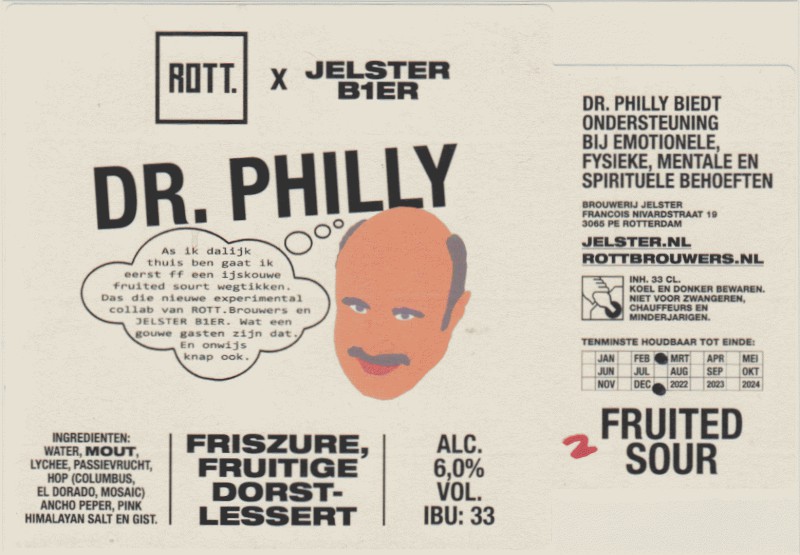 ROTT. X JELSTER
B1ER
DR. PHILLY
As ik dalijk
thuis ben gaat ik
eerst ff een ijskouwe
fruited sourt wegtikken.
Das die nieuwe experimental
collab van ROTT.Brouwers en
JELSTER B1ER. Wat een
gouwe gasten zijn dat.
En onwijs
knap ook.
INGREDIENTEN:
WATER, MOUT,
LYCHEE, PASSIEVRUCHT,
HOP (COLUMBUS,
EL DORADO, MOSAIC)
ANCHO PEPER, PINK
HIMALAYAN SALT EN GIST.
FRISZURE,
FRUITIGE
DORST-
LESSERT
ALC.
6,0%
VOL.
IBU: 33
DR. PHILLY BIEDT
ONDERSTEUNING
BIJ EMOTIONELE,
FYSIEKE, MENTALE EN
SPIRITUELE BEHOEFTEN
BROUWERIJ JELSTER
FRANCOIS NIVARDSTRAAT 19
3065 PE ROTTERDAM
JELSTER.NL
ROTTBROUWERS.NL
INH. 33 CL.
KOEL EN DONKER BEWAREN.
NIET VOOR ZWANGEREN,
CHAUFFEURS EN
MINDERJARIGEN.
TENMINSTE HOUDBAAR TOT EINDE:
JAN FEB MRT APR MEI
JUN JUL AUG SEP OKT
NOV DEC 2022 2023 2024
2
FRUITED
SOUR